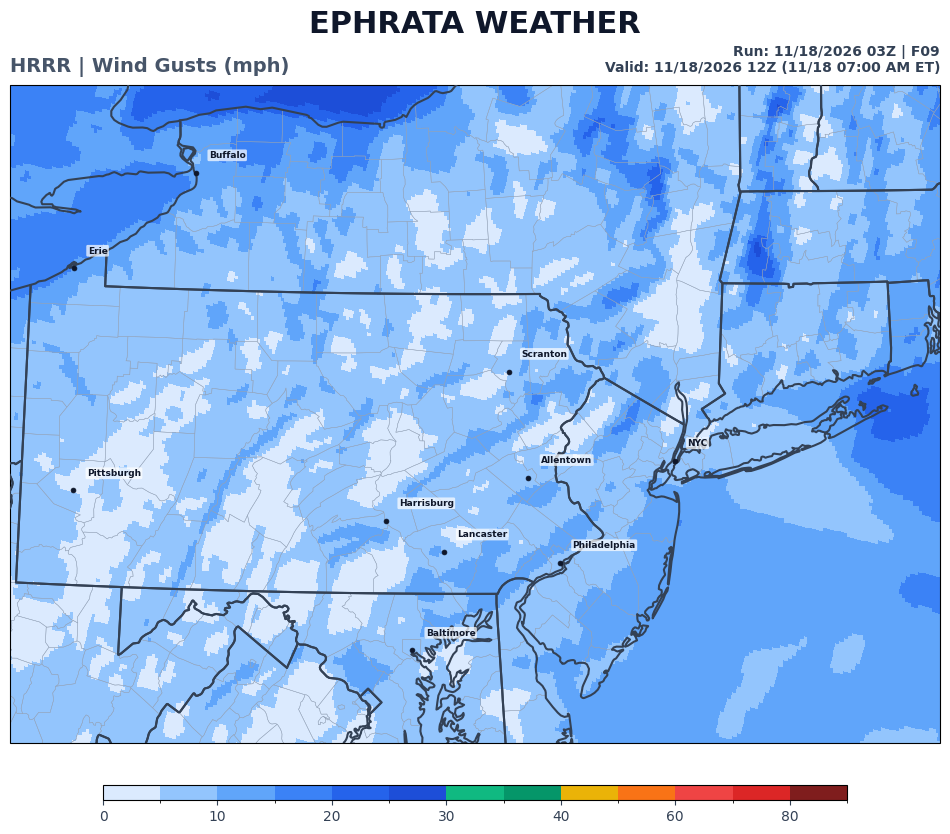 EPHRATA WEATHER
Run: 11/18/2026 03Z | F09
HRRR | Wind Gusts (mph)
Valid: 11/18/2026 12Z (11/18 07:00 AM ET)
Buffalo
Erie
Scranton
NYC
Allentown
Pittsburgh
Harrisburg
Lancaster
Philadelphia
Baltimore
0 10 20 30 40 50 60 70 80